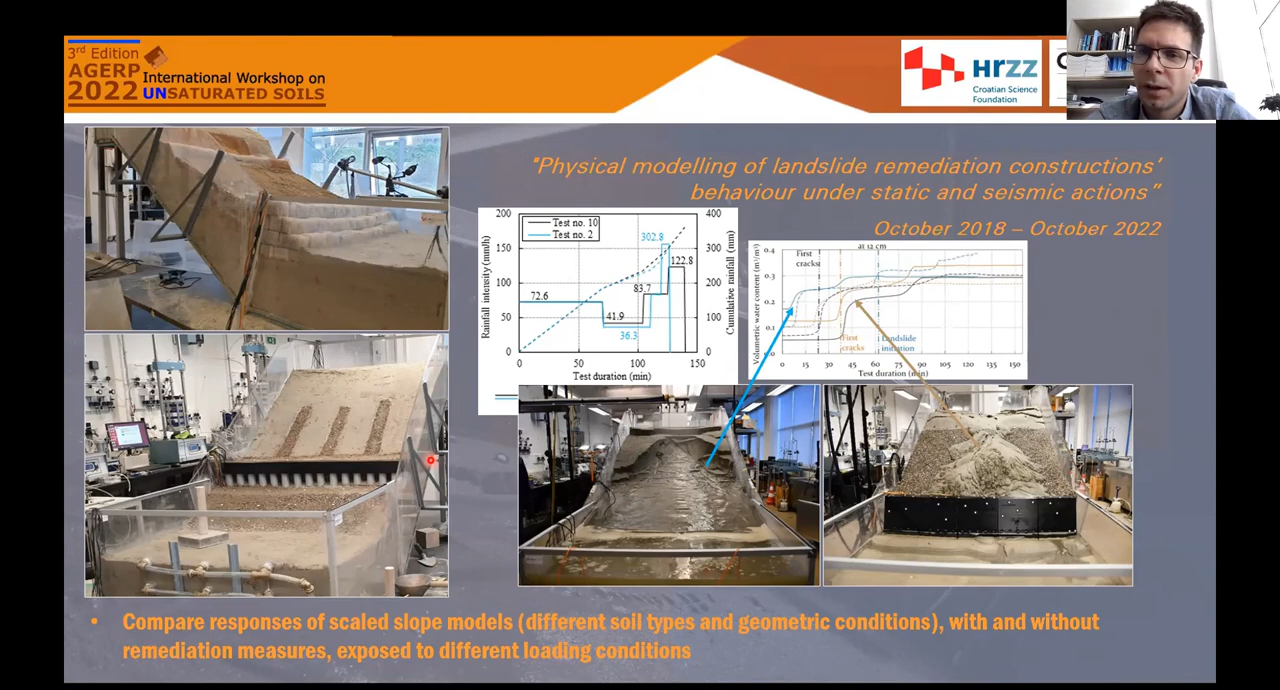 3rd Edition
AGERP
2022
International Workshop on
UNSATURATED SOILS
HRZZ
Croatian Science
Foundation
"Physical modelling of landslide remediation constructions'
behaviour under static and seismic actions"
October 2018 – October 2022
200
150
100
50
0
Rainfall intensity (mm/h)
Test no. 10
Test no. 2
72.6
41.9
36.3
83.7
302.8
122.8
400
300
200
100
0
Cumulative rainfall (mm)
0 50 100 150
Test duration (min)
at 12 cm
Volumetric water content (m³/m³)
0.4
0.3
0.2
0.1
0.0
First
cracks
First
cracks
Landslide
initiation
0 15 30 45 60 75 90 105 120 135 150
Test duration (min)
• Compare responses of scaled slope models (different soil types and geometric conditions), with and without
remediation measures, exposed to different loading conditions